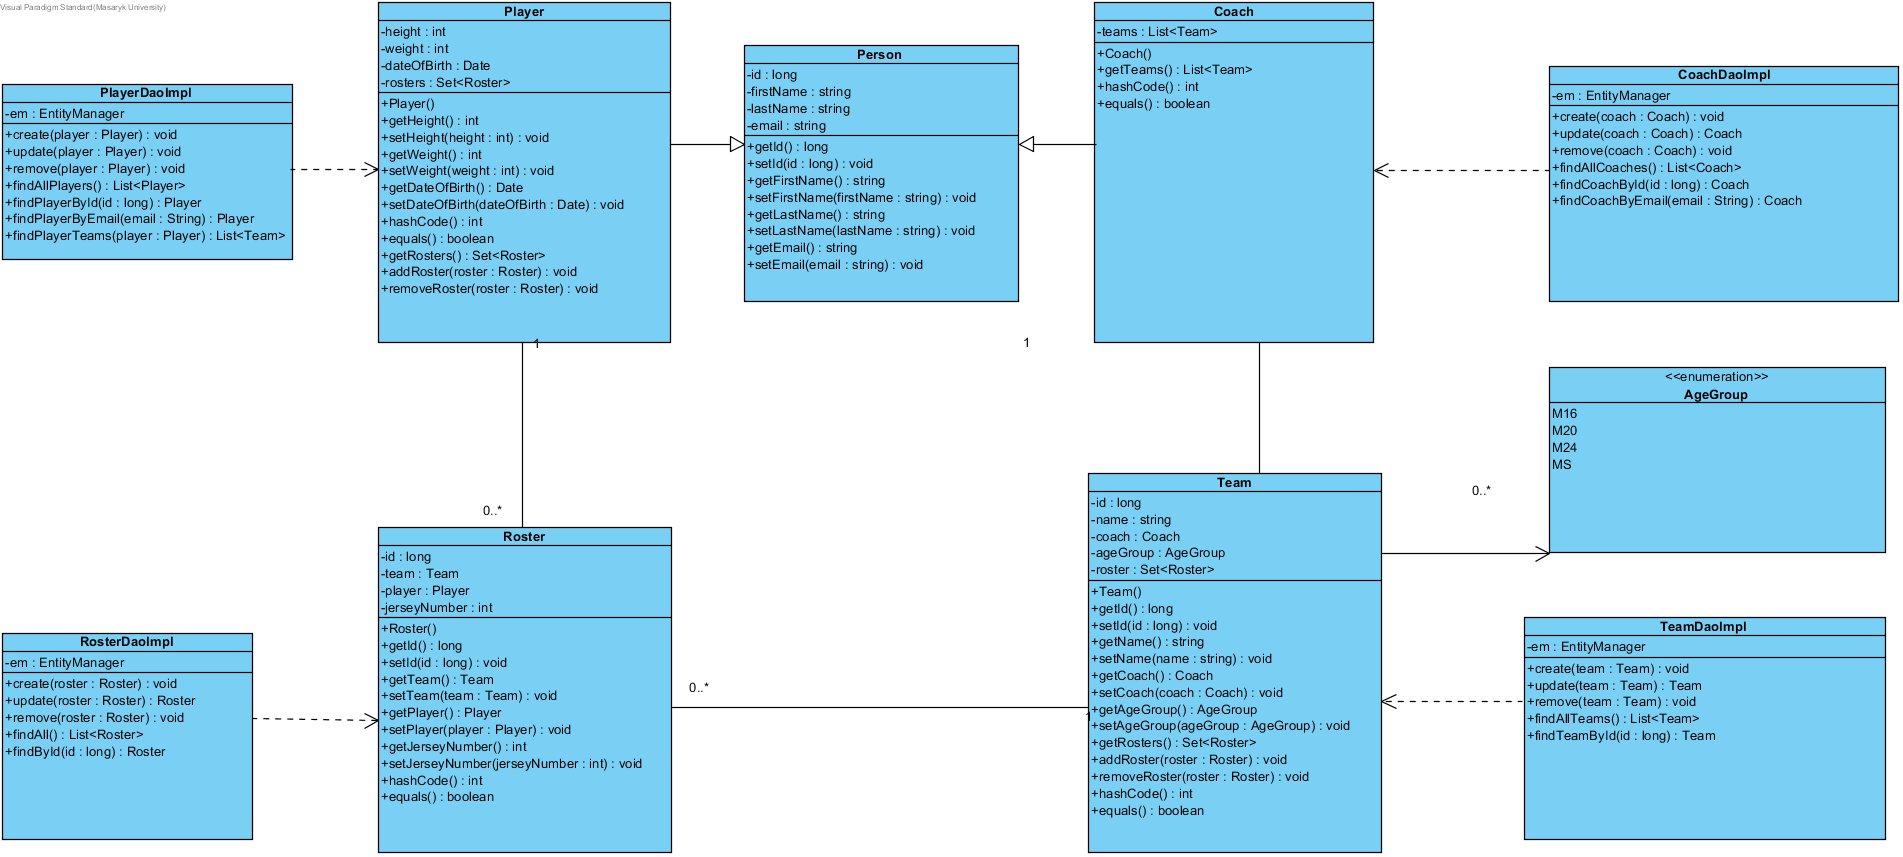 Visual Paradigm Standard(Masaryk University)
Player
-height : int
-weight : int
-dateOfBirth : Date
-rosters : Set<Roster>
+Player()
+getHeight() : int
+setHeight(height : int) : void
+getWeight() : int
+setWeight(weight : int) : void
+getDateOfBirth() : Date
+setDateOfBirth(dateOfBirth : Date) : void
+hashCode() : int
+equals() : boolean
+getRosters() : Set<Roster>
+addRoster(roster : Roster) : void
+removeRoster(roster : Roster) : void
Person
-id : long
-firstName : string
-lastName : string
-email : string
+getId() : long
+setId(id : long) : void
+getFirstName() : string
+setFirstName(firstName : string) : void
+getLastName() : string
+setLastName(lastName : string) : void
+getEmail() : string
+setEmail(email : string) : void
Coach
-teams : List<Team>
+Coach()
+getTeams() : List<Team>
+hashCode() : int
+equals() : boolean
CoachDaoImpl
-em : EntityManager
+create(coach : Coach) : void
+update(coach : Coach) : Coach
+remove(coach : Coach) : void
+findAllCoaches() : List<Coach>
+findCoachById(id : long) : Coach
+findCoachByEmail(email : String) : Coach
PlayerDaoImpl
-em : EntityManager
+create(player : Player) : void
+update(player : Player) : void
+remove(player : Player) : void
+findAllPlayers() : List<Player>
+findPlayerById(id : long) : Player
+findPlayerByEmail(email : String) : Player
+findPlayerTeams(player : Player) : List<Team>
1
1
0..*
<<enumeration>>
AgeGroup
M16
M20
M24
MS
0..*
Roster
-id : long
-team : Team
-player : Player
-jerseyNumber : int
+Roster()
+getId() : long
+setId(id : long) : void
+getTeam() : Team
+setTeam(team : Team) : void
+getPlayer() : Player
+setPlayer(player : Player) : void
+getJerseyNumber() : int
+setJerseyNumber(jerseyNumber : int) : void
+hashCode() : int
+equals() : boolean
RosterDaoImpl
-em : EntityManager
+create(roster : Roster) : void
+update(roster : Roster) : Roster
+remove(roster : Roster) : void
+findAll() : List<Roster>
+findById(id : long) : Roster
0..*
1
Team
-id : long
-name : string
-coach : Coach
-ageGroup : AgeGroup
-roster : Set<Roster>
+Team()
+getId() : long
+setId(id : long) : void
+getName() : string
+setName(name : string) : void
+getCoach() : Coach
+setCoach(coach : Coach) : void
+getAgeGroup() : AgeGroup
+setAgeGroup(ageGroup : AgeGroup) : void
+getRosters() : Set<Roster>
+addRoster(roster : Roster) : void
+removeRoster(roster : Roster) : void
+hashCode() : int
+equals() : boolean
TeamDaoImpl
-em : EntityManager
+create(team : Team) : void
+update(team : Team) : Team
+remove(team : Team) : void
+findAllTeams() : List<Team>
+findTeamById(id : long) : Team